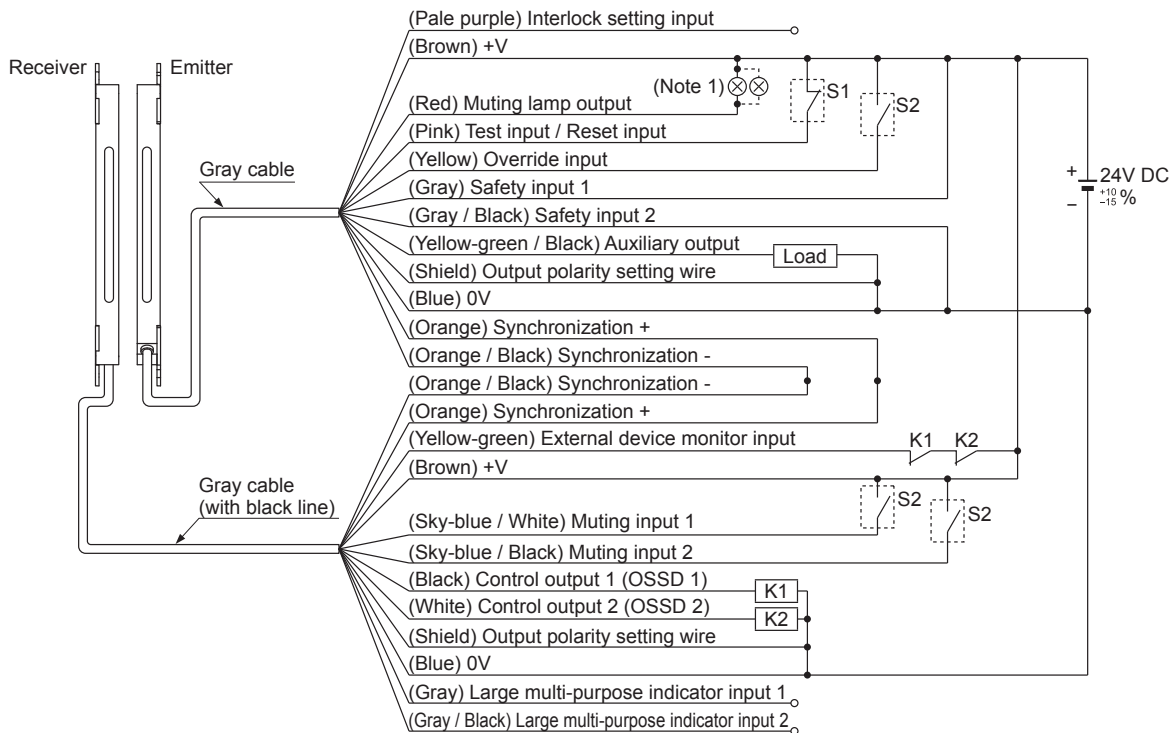 (Pale purple) Interlock setting input
(Brown) +V
Receiver
Emitter
(Note 1)
S1
S2
(Red) Muting lamp output
(Pink) Test input / Reset input
(Yellow) Override input
Gray cable
(Gray) Safety input 1
+
24V DC
+10
−15 %
−
(Gray / Black) Safety input 2
(Yellow-green / Black) Auxiliary output
Load
(Shield) Output polarity setting wire
(Blue) 0V
(Orange) Synchronization +
(Orange / Black) Synchronization -
(Orange / Black) Synchronization -
(Orange) Synchronization +
(Yellow-green) External device monitor input
K1
K2
(Brown) +V
Gray cable
(with black line)
S2
S2
(Sky-blue / White) Muting input 1
(Sky-blue / Black) Muting input 2
(Black) Control output 1 (OSSD 1)
K1
(White) Control output 2 (OSSD 2)
K2
(Shield) Output polarity setting wire
(Blue) 0V
(Gray) Large multi-purpose indicator input 1
(Gray / Black) Large multi-purpose indicator input 2